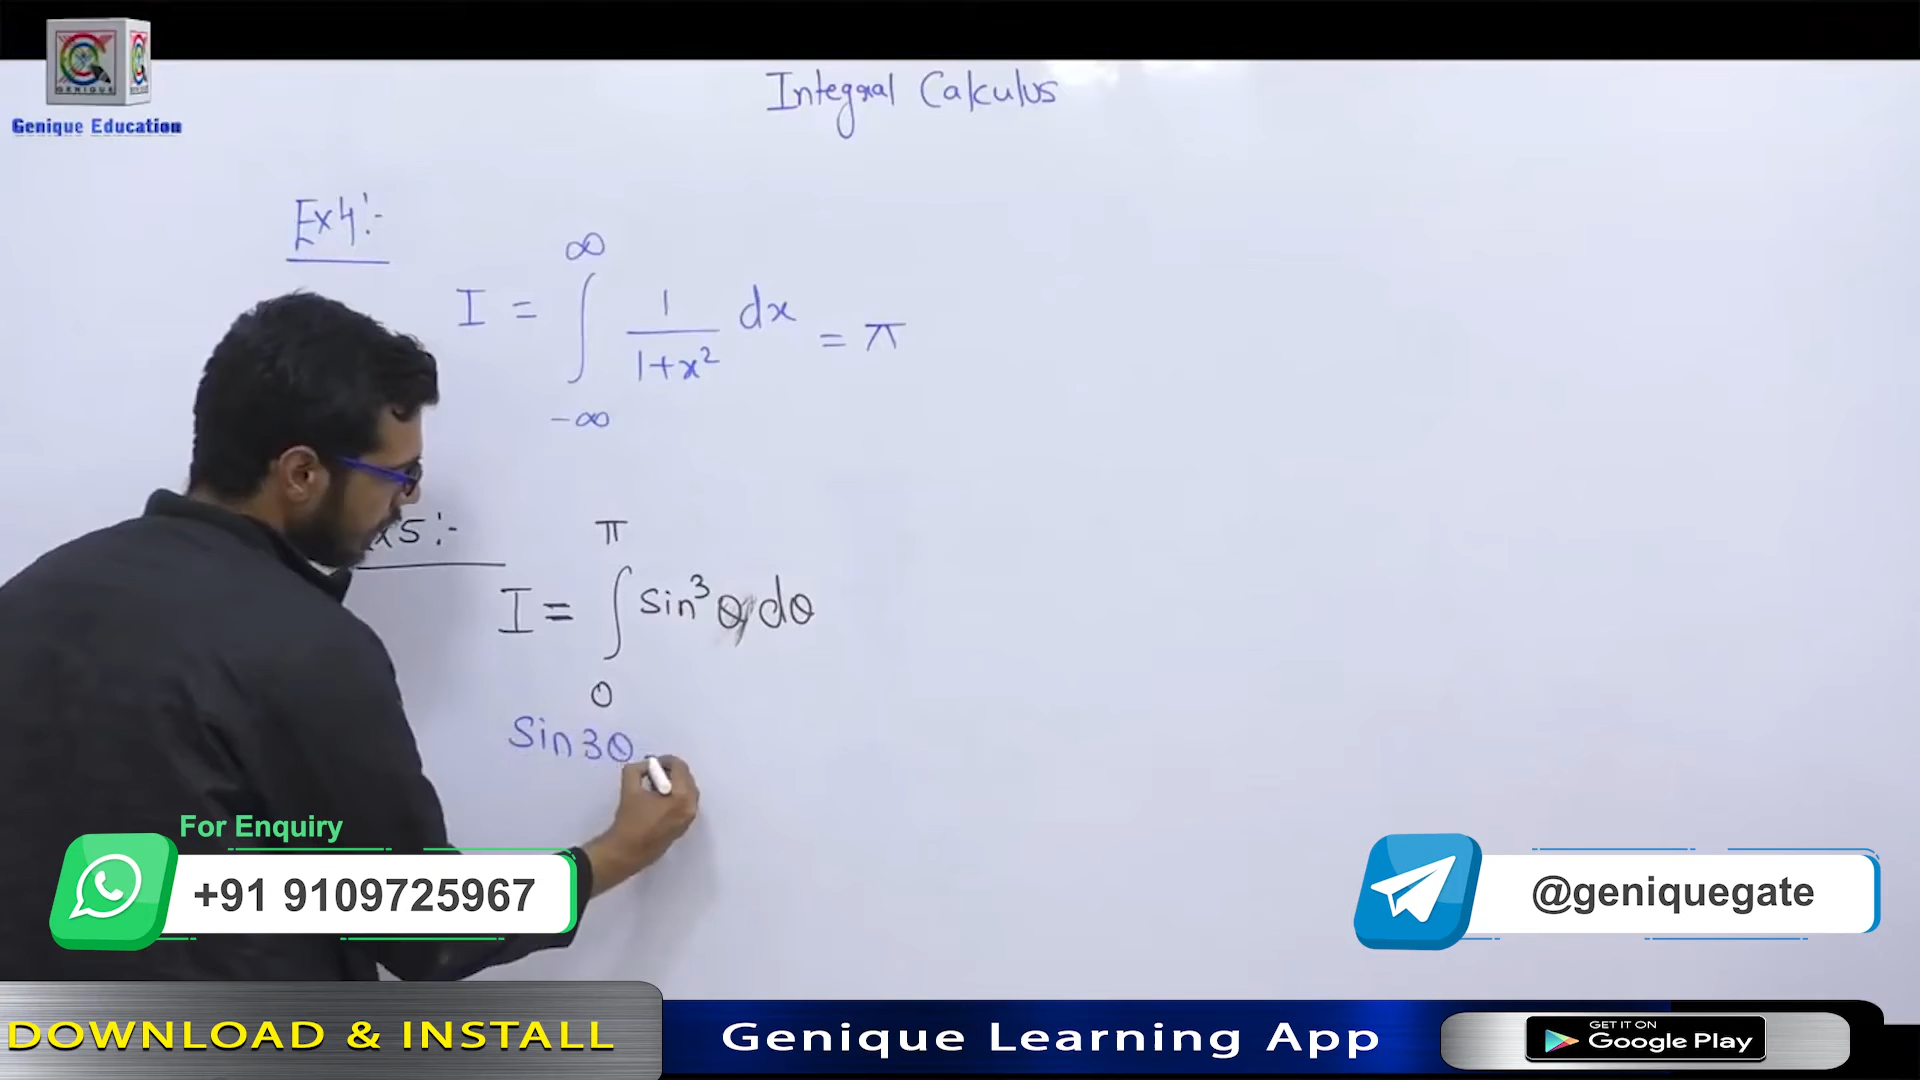 GENIQUE
Genique Education
Integral Calculus
Ex4:-
I = ∫_{-∞}^{∞} 1/(1+x²) dx = π
x5:-
I = ∫_{0}^{π} sin³θ dθ
Sin3θ
For Enquiry
+91 9109725967
@geniquegate
DOWNLOAD & INSTALL
Genique Learning App
GET IT ON
Google Play